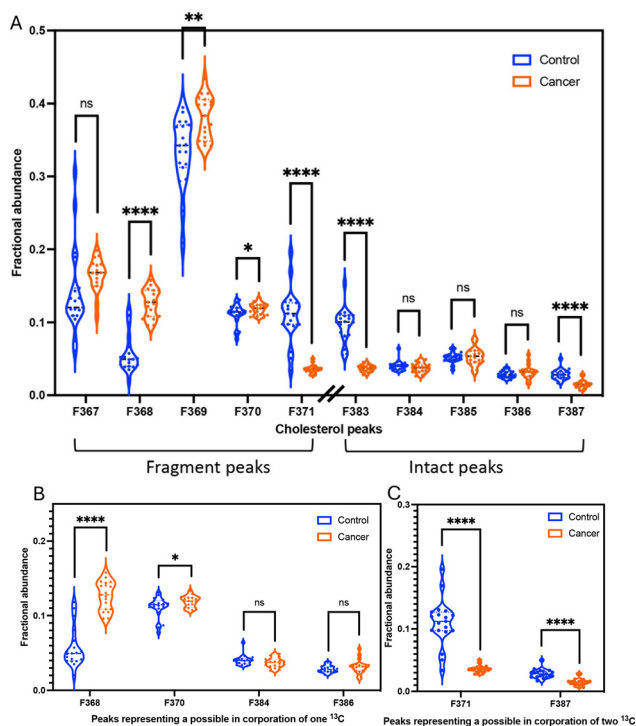 A
0.5
0.4
0.3
0.2
0.1
0.0
Fractional abundance
ns
****
**
*
****
****
ns
ns
ns
****
Control
Cancer
F367 F368 F369 F370 F371 F383 F384 F385 F386 F387
Cholesterol peaks
Fragment peaks Intact peaks
B
0.2
0.1
0.0
Fractional abundance
****
*
ns
ns
Control
Cancer
F368 F370 F384 F386
Peaks representing a possible in corporation of one ¹³C
C
0.3
0.2
0.1
0.0
Fractional abundance
****
****
Control
Cancer
F371 F387
Peaks representing a possible in corporation of two ¹³C